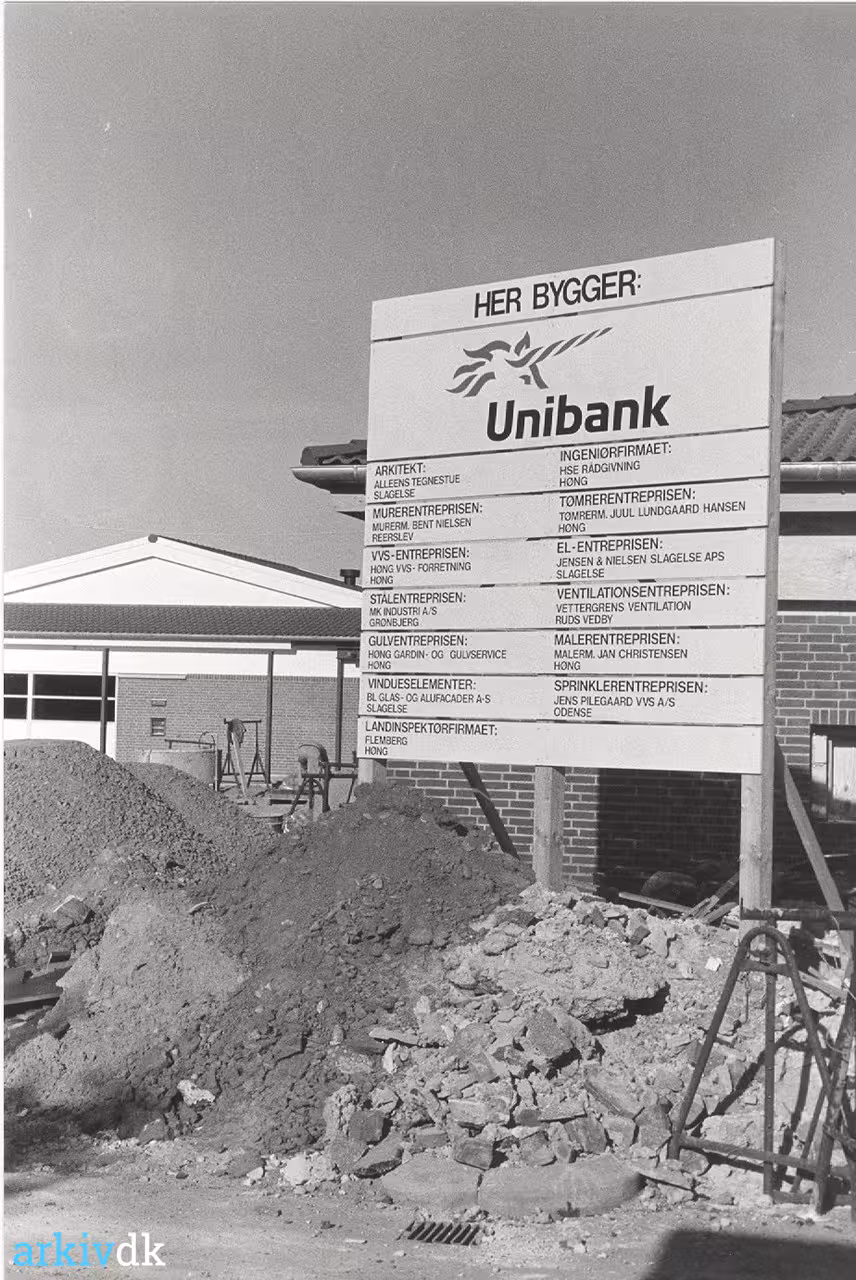 HER BYGGER:
Unibank
ARKITEKT:
ALLEENS TEGNESTUE
SLAGELSE
INGENIØRFIRMAET:
HSE RÅDGIVNING
HØNG
MURERENTREPRISEN:
MURERM. BENT NIELSEN
REERSLEV
TØMRERENTREPRISEN:
TØMRERM. JUUL LUNDGAARD HANSEN
HØNG
VVS-ENTREPRISEN:
HØNG VVS- FORRETNING
HØNG
EL-ENTREPRISEN:
JENSEN & NIELSEN SLAGELSE APS
SLAGELSE
STÅLENTREPRISEN:
MK INDUSTRI A/S
GRØNBJERG
VENTILATIONSENTREPRISEN:
VETTERGRENS VENTILATION
RUDS VEDBY
GULVENTREPRISEN:
HØNG GARDIN- OG GULVSERVICE
HØNG
MALERENTREPRISEN:
MALERM. JAN CHRISTENSEN
HØNG
VINDUESELEMENTER:
BL GLAS- OG ALUFACADER A-S
SLAGELSE
SPRINKLERENTREPRISEN:
JENS PILEGAARD VVS A/S
ODENSE
LANDINSPEKTØRFIRMAET:
FLEMBERG
HØNG
arkivdk